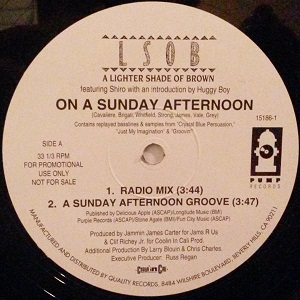 LSOB
A LIGHTER SHADE OF BROWN
featuring Shiro with an introduction by Huggy Boy
ON A SUNDAY AFTERNOON
(Cavaliere, Brigati, Whitfield, Strong, James, Vale, Grey)
Contains replayed basslines & samples from "Crystal Blue Persuasion,"
"Just My Imagination" & "Groovin'"
15186-1
SIDE A
33 1/3 RPM
FOR PROMOTIONAL
USE ONLY
NOT FOR SALE
PUMP
RECORDS
1. RADIO MIX (3:44)
2. A SUNDAY AFTERNOON GROOVE (3:47)
Published by Delicious Apple (ASCAP)/Longitude Music (BMI)
Purple Records (ASCAP)/Stone (BMI)/Fun City Music (ASCAP)
Produced by Jammin James Carter for Jams R Us
& Cli! Richey Jr. for Coolin In Cali Prod.
Additional Production by Larry Blouin & Chris Charles.
Executive Producer: Russ Regan
MANUFACTURED AND DISTRIBUTED BY QUALITY RECORDS, 8484 WILSHIRE BOULEVARD, BEVERLY HILLS, CA 90211